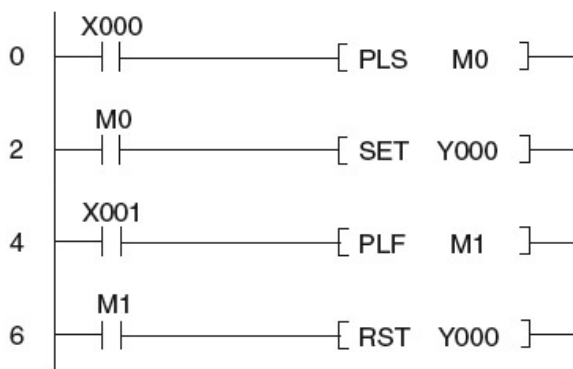 X000
0 PLS M0
M0
2 SET Y000
X001
4 PLF M1
M1
6 RST Y000